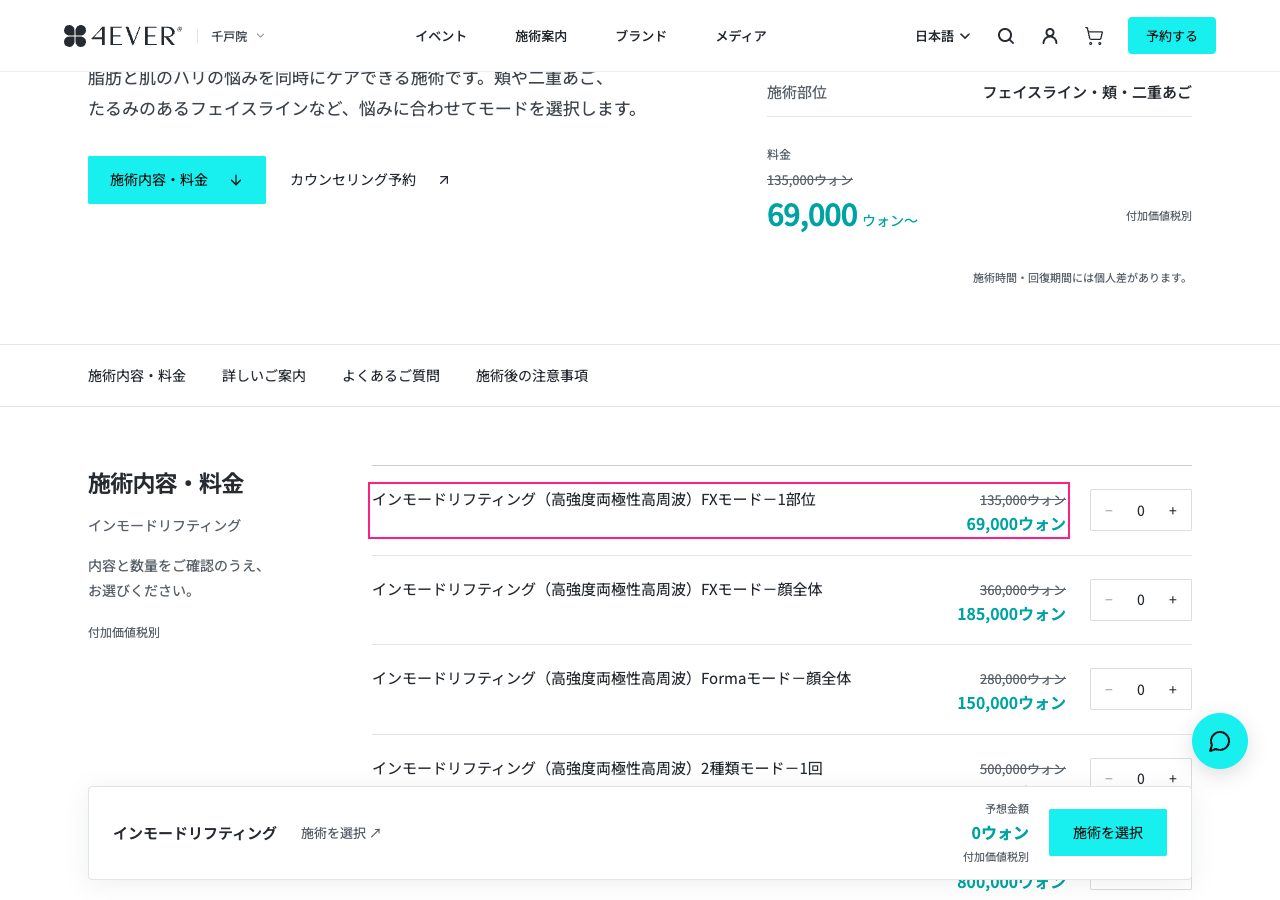 4EVER
千戸院
イベント
施術案内
ブランド
メディア
日本語
予約する
脂肪と肌のハリの悩みを同時にケアできる施術です。頬や二重あご、
たるみのあるフェイスラインなど、悩みに合わせてモードを選択します。
施術内容・料金 ↓
カウンセリング予約 ↗
施術部位
フェイスライン・頬・二重あご
料金
135,000ウォン
69,000 ウォン〜
付加価値税別
施術時間・回復期間には個人差があります。
施術内容・料金
詳しいご案内
よくあるご質問
施術後の注意事項
施術内容・料金
インモードリフティング
内容と数量をご確認のうえ、
お選びください。
付加価値税別
インモードリフティング（高強度両極性高周波）FXモード－1部位
135,000ウォン
69,000ウォン
− 0 +
インモードリフティング（高強度両極性高周波）FXモード－顔全体
360,000ウォン
185,000ウォン
− 0 +
インモードリフティング（高強度両極性高周波）Formaモード－顔全体
280,000ウォン
150,000ウォン
− 0 +
インモードリフティング（高強度両極性高周波）2種類モード－1回
500,000ウォン
− 0 +
インモードリフティング
施術を選択 ↗
予想金額
0ウォン
付加価値税別
施術を選択
800,000ウォン